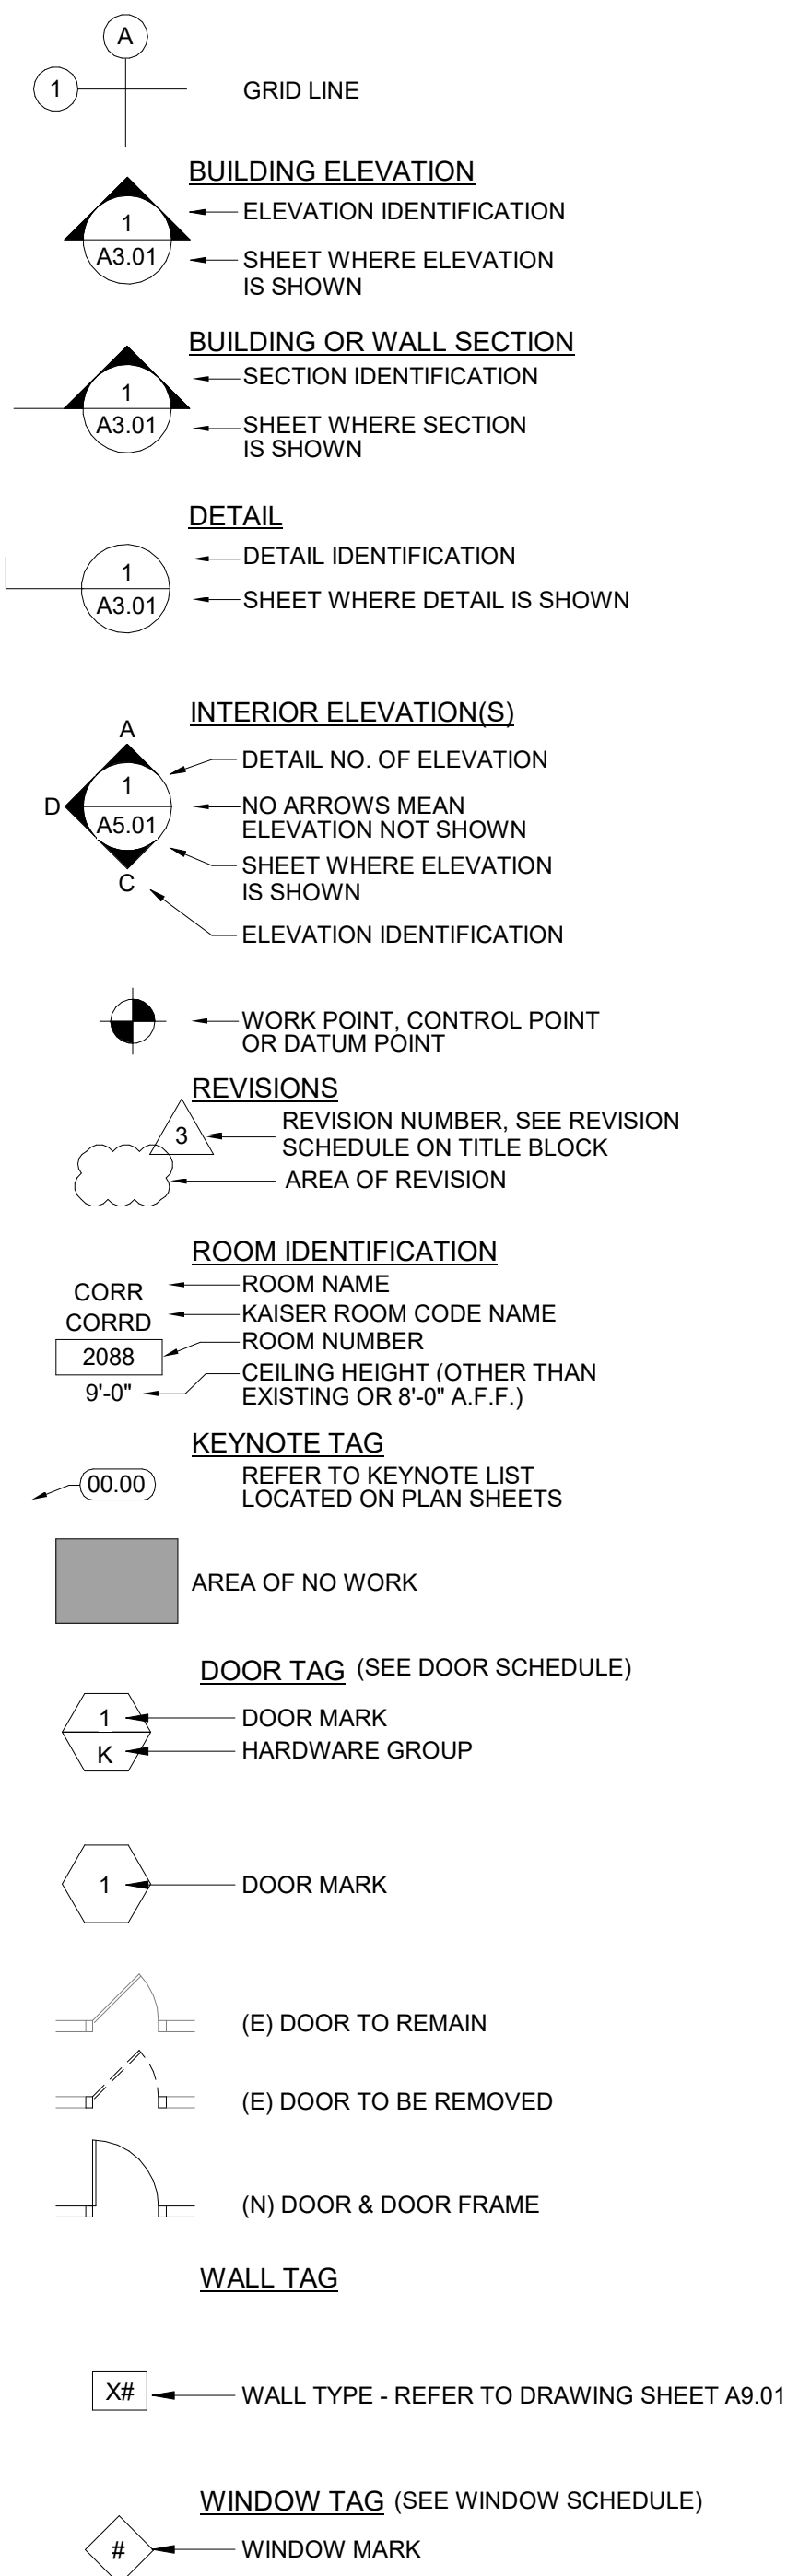 A
1
GRID LINE
BUILDING ELEVATION
1
ELEVATION IDENTIFICATION
A3.01
SHEET WHERE ELEVATION
IS SHOWN
BUILDING OR WALL SECTION
1
SECTION IDENTIFICATION
A3.01
SHEET WHERE SECTION
IS SHOWN
DETAIL
1
DETAIL IDENTIFICATION
A3.01
SHEET WHERE DETAIL IS SHOWN
INTERIOR ELEVATION(S)
A
1
DETAIL NO. OF ELEVATION
D
NO ARROWS MEAN
ELEVATION NOT SHOWN
A5.01
SHEET WHERE ELEVATION
IS SHOWN
C
ELEVATION IDENTIFICATION
WORK POINT, CONTROL POINT
OR DATUM POINT
REVISIONS
3
REVISION NUMBER, SEE REVISION
SCHEDULE ON TITLE BLOCK
AREA OF REVISION
ROOM IDENTIFICATION
CORR
ROOM NAME
CORRD
KAISER ROOM CODE NAME
2088
ROOM NUMBER
9'-0"
CEILING HEIGHT (OTHER THAN
EXISTING OR 8'-0" A.F.F.)
KEYNOTE TAG
00.00
REFER TO KEYNOTE LIST
LOCATED ON PLAN SHEETS
AREA OF NO WORK
DOOR TAG (SEE DOOR SCHEDULE)
1
DOOR MARK
K
HARDWARE GROUP
1
DOOR MARK
(E) DOOR TO REMAIN
(E) DOOR TO BE REMOVED
(N) DOOR & DOOR FRAME
WALL TAG
X#
WALL TYPE - REFER TO DRAWING SHEET A9.01
WINDOW TAG (SEE WINDOW SCHEDULE)
#
WINDOW MARK